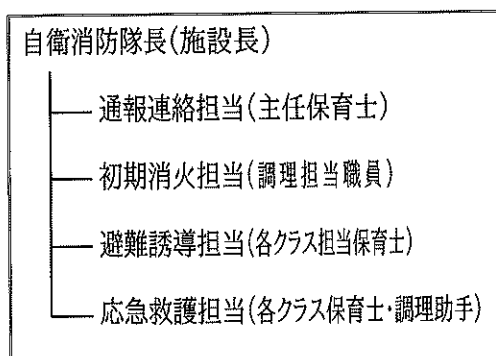 自衛消防隊長(施設長)
通報連絡担当(主任保育士)
初期消火担当(調理担当職員)
避難誘導担当(各クラス担当保育士)
応急救護担当(各クラス保育士・調理助手)